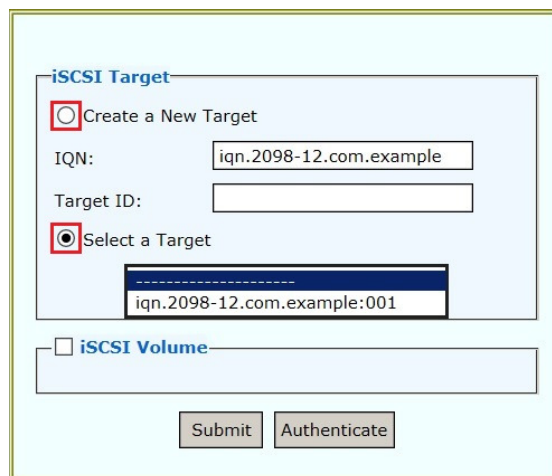 iSCSI Target
Create a New Target
IQN: iqn.2098-12.com.example
Target ID:
Select a Target
---------------------
iqn.2098-12.com.example:001
iSCSI Volume
Submit Authenticate